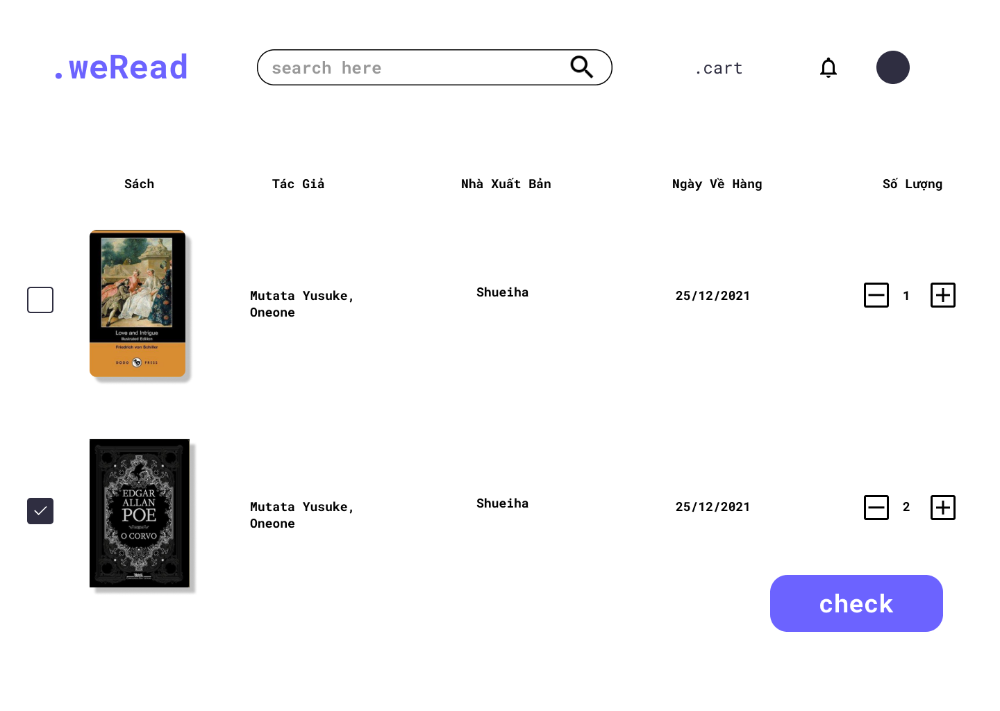 .weRead
search here
.cart
Sách
Tác Giả
Nhà Xuất Bản
Ngày Về Hàng
Số Lượng
Love and Intrigue
Illustrated Edition
Friedrich von Schiller
DODO PRESS
Mutata Yusuke,
Oneone
Shueiha
25/12/2021
1
EDGAR
ALLAN
POE
O CORVO
Mutata Yusuke,
Oneone
Shueiha
25/12/2021
2
check